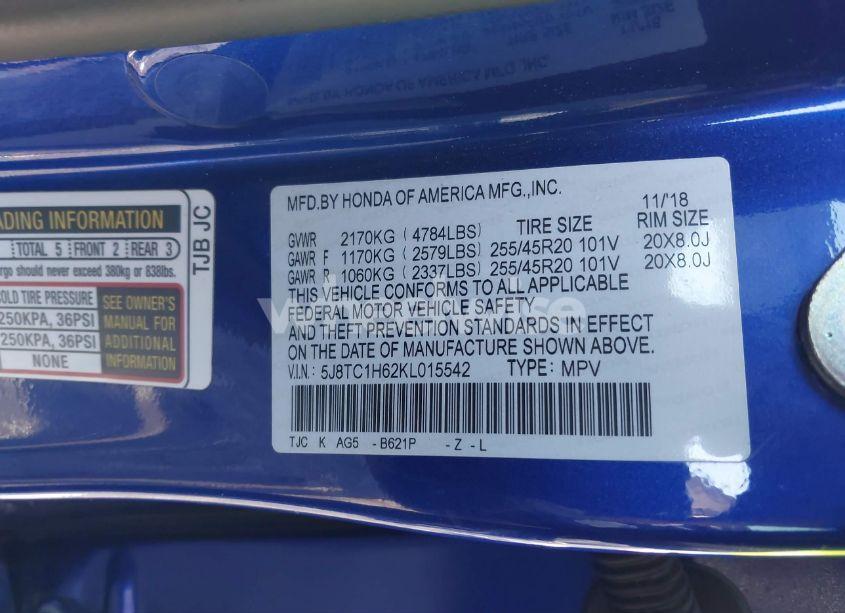 ADING INFORMATION
TOTAL 5 FRONT 2 REAR 3
rgo should never exceed 380kg or 838lbs.
OLD TIRE PRESSURE
250KPA, 36PSI
250KPA, 36PSI
NONE
SEE OWNER'S
MANUAL FOR
ADDITIONAL
INFORMATION
TJB JC
MFD.BY HONDA OF AMERICA MFG.,INC. 11/'18
GVWR 2170KG ( 4784LBS) TIRE SIZE RIM SIZE
GAWR F 1170KG ( 2579LBS) 255/45R20 101V 20X8.0J
GAWR R 1060KG ( 2337LBS) 255/45R20 101V 20X8.0J
THIS VEHICLE CONFORMS TO ALL APPLICABLE
FEDERAL MOTOR VEHICLE SAFETY
AND THEFT PREVENTION STANDARDS IN EFFECT
ON THE DATE OF MANUFACTURE SHOWN ABOVE.
V.I.N.: 5J8TC1H62KL015542 TYPE: MPV
TJC K AG5 -B621P -Z -L